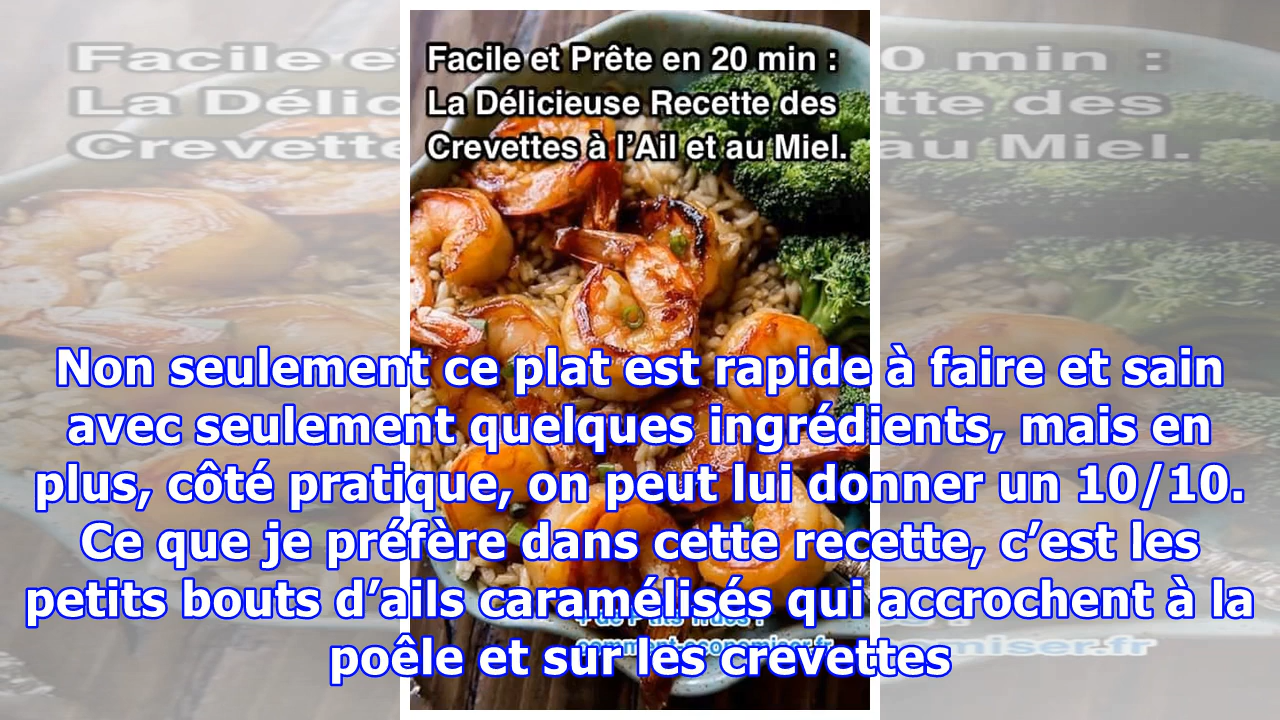 Facile et Prête en 20 min :
La Délicieuse Recette des
Crevettes à l'Ail et au Miel.
Non seulement ce plat est rapide à faire et sain
avec seulement quelques ingrédients, mais en
plus, côté pratique, on peut lui donner un 10/10.
Ce que je préfère dans cette recette, c’est les
petits bouts d’ails caramélisés qui accrochent à la
poêle et sur les crevettes
comment-economiser.fr